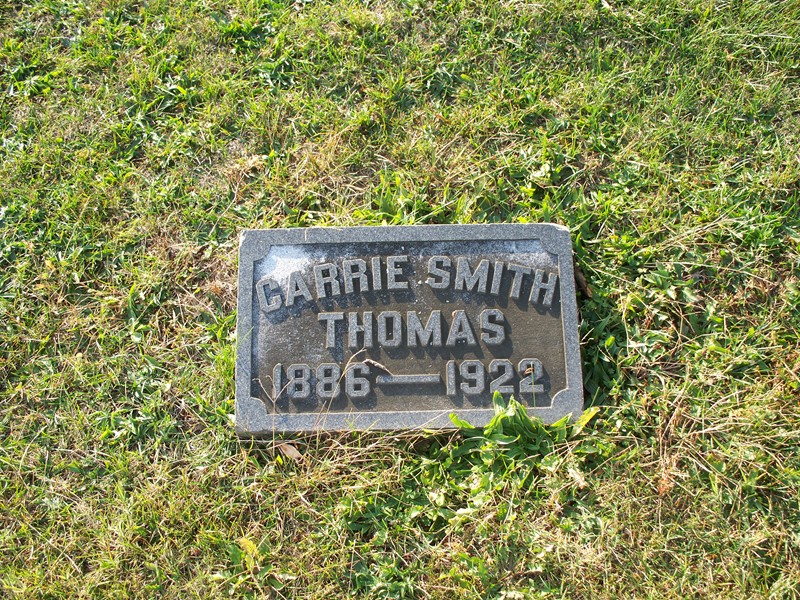 CARRIE SMITH
THOMAS
1886 — 1922